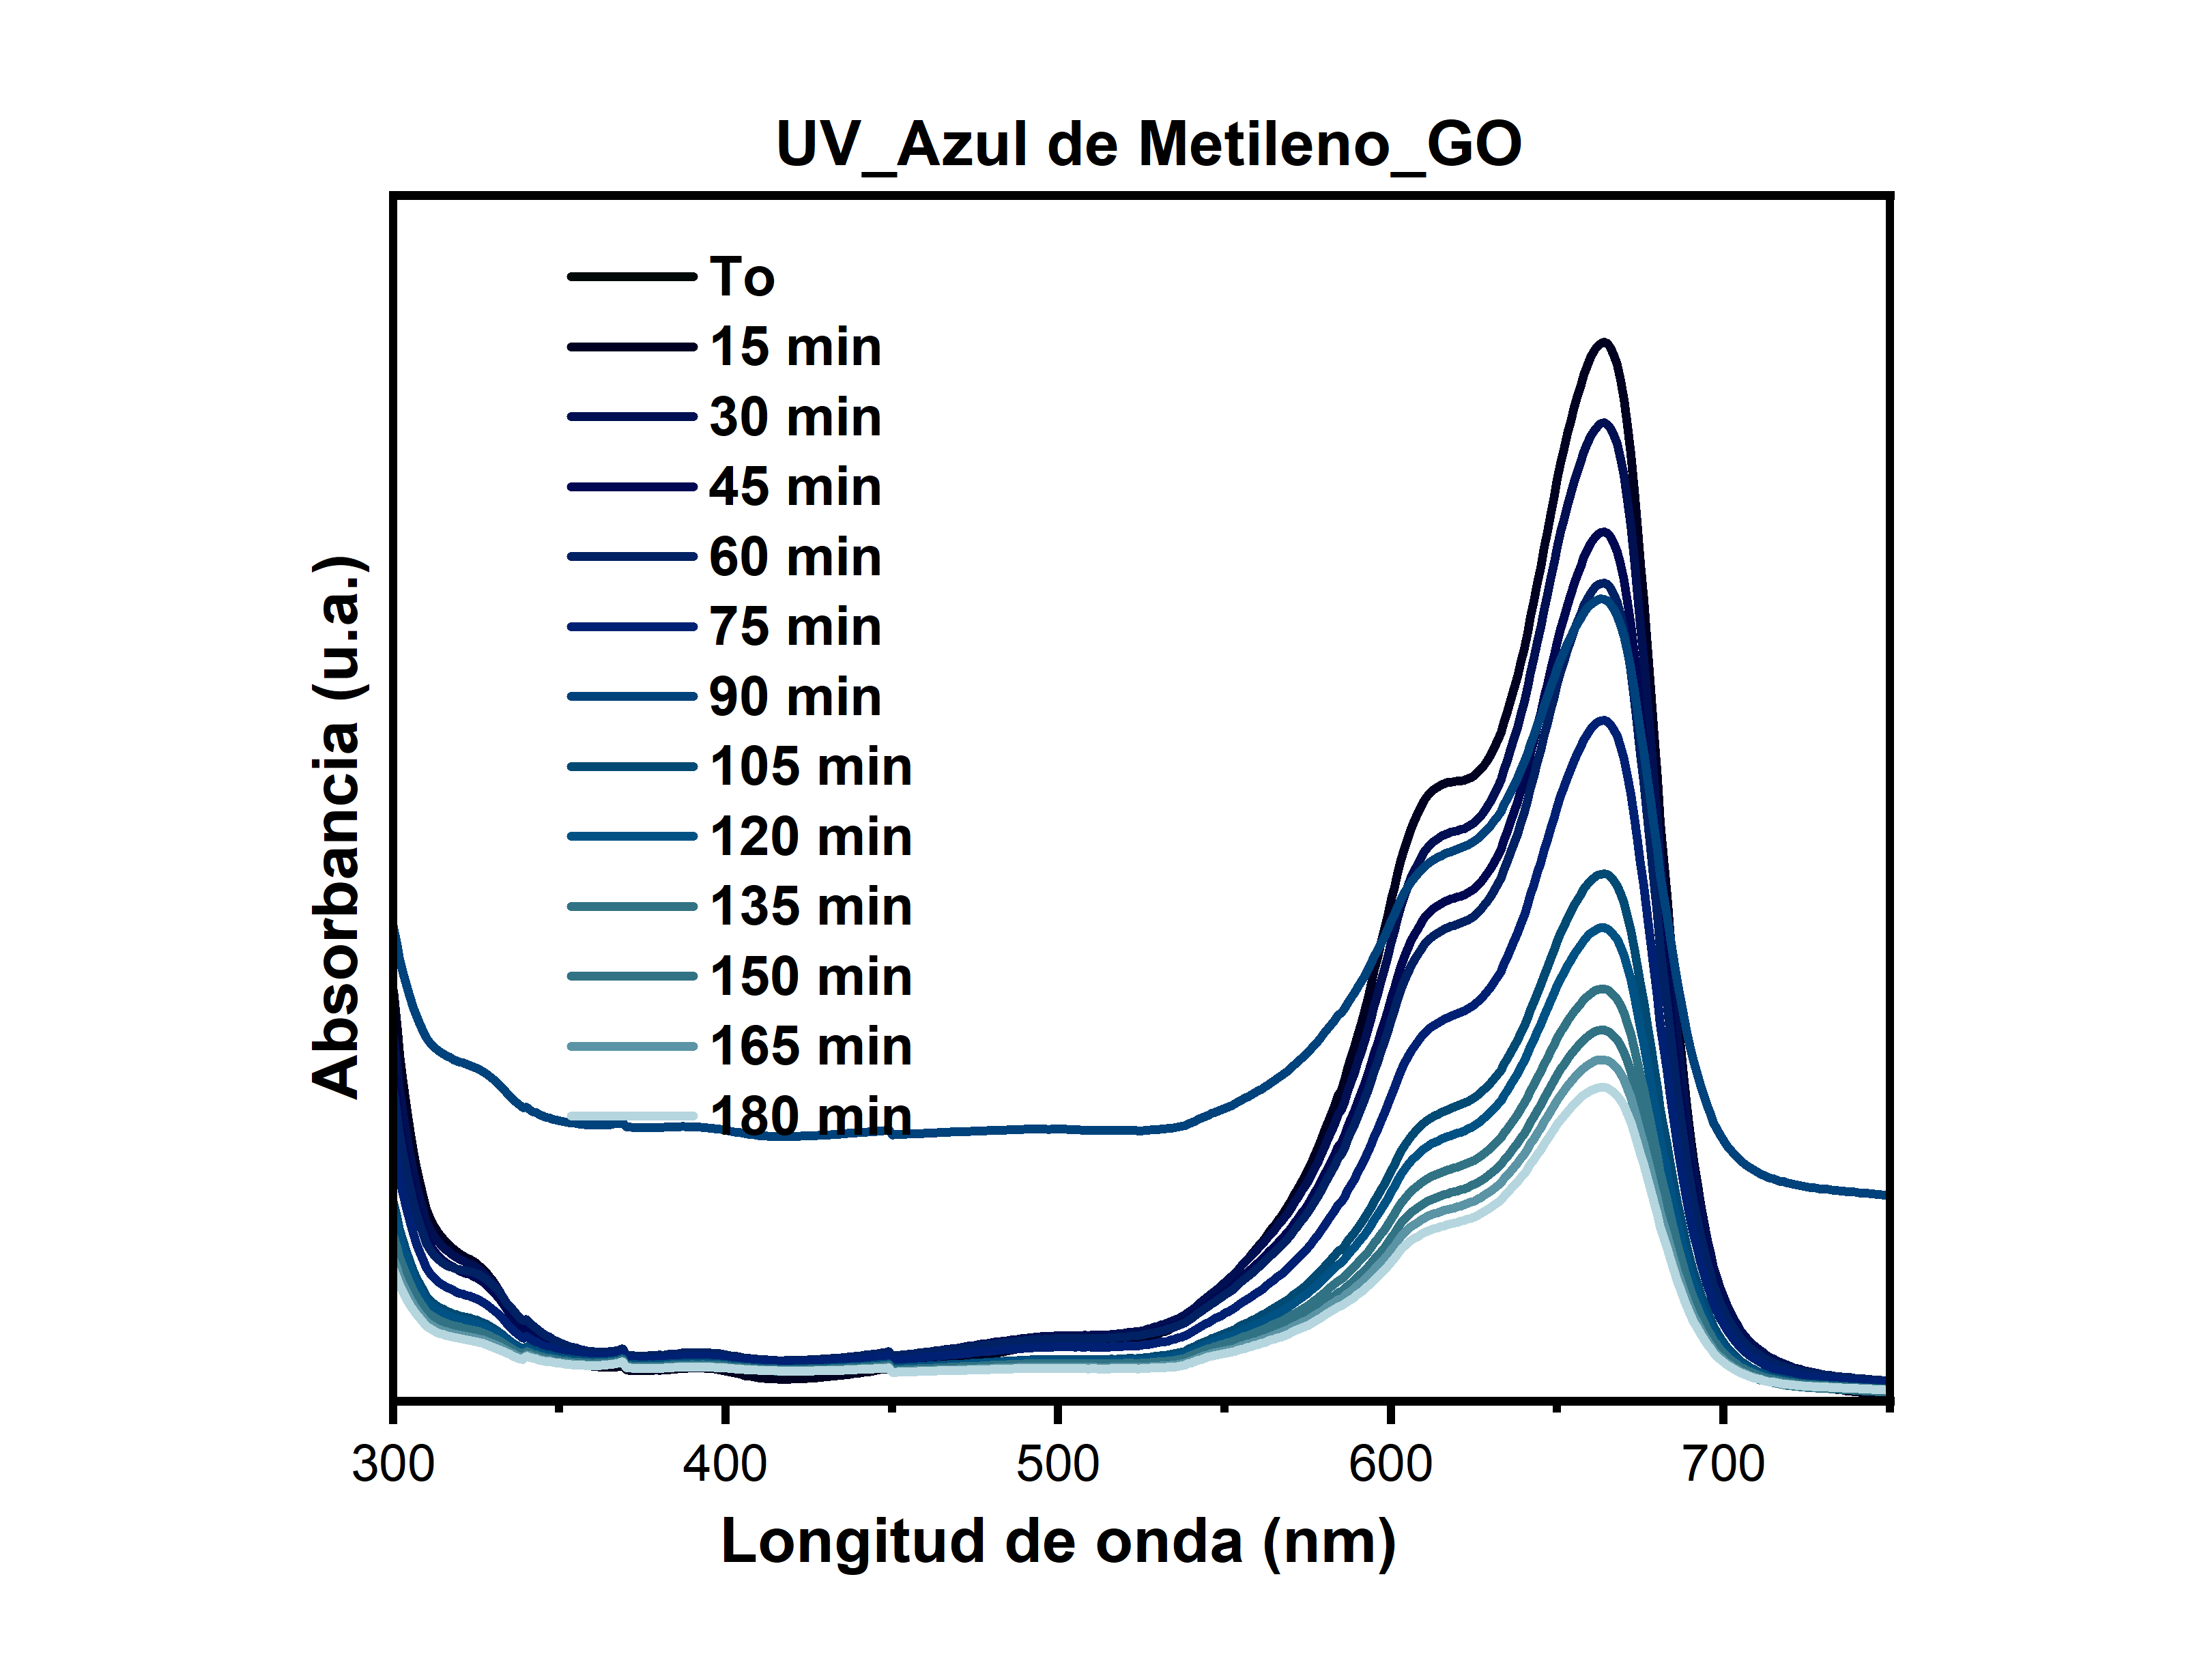 UV_Azul de Metileno_GO
To
15 min
30 min
45 min
60 min
75 min
90 min
105 min
120 min
135 min
150 min
165 min
180 min
Absorbancia (u.a.)
300 400 500 600 700
Longitud de onda (nm)